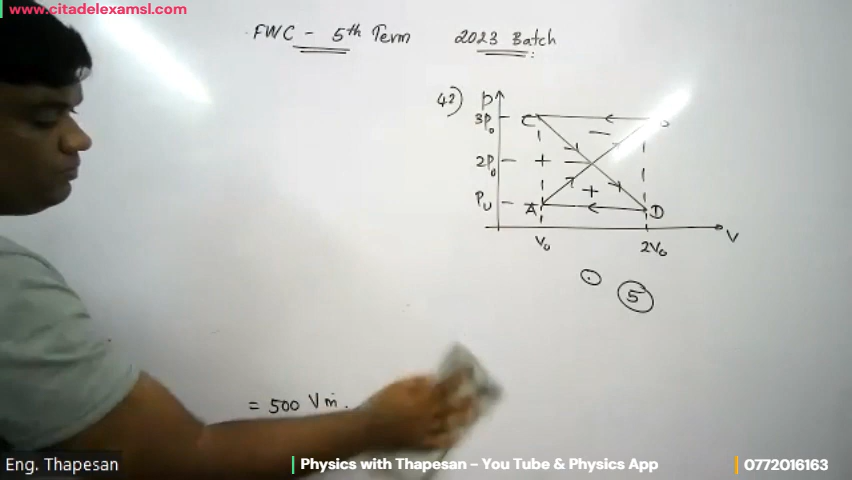 www.citadelexamsl.com
FWC - 5th Term 2023 Batch
42)
P
3P₀ C
2P₀
P₀ A D
V₀ 2V₀ V
5
= 500 Vm⁻
Eng. Thapesan
Physics with Thapesan – You Tube & Physics App
0772016163